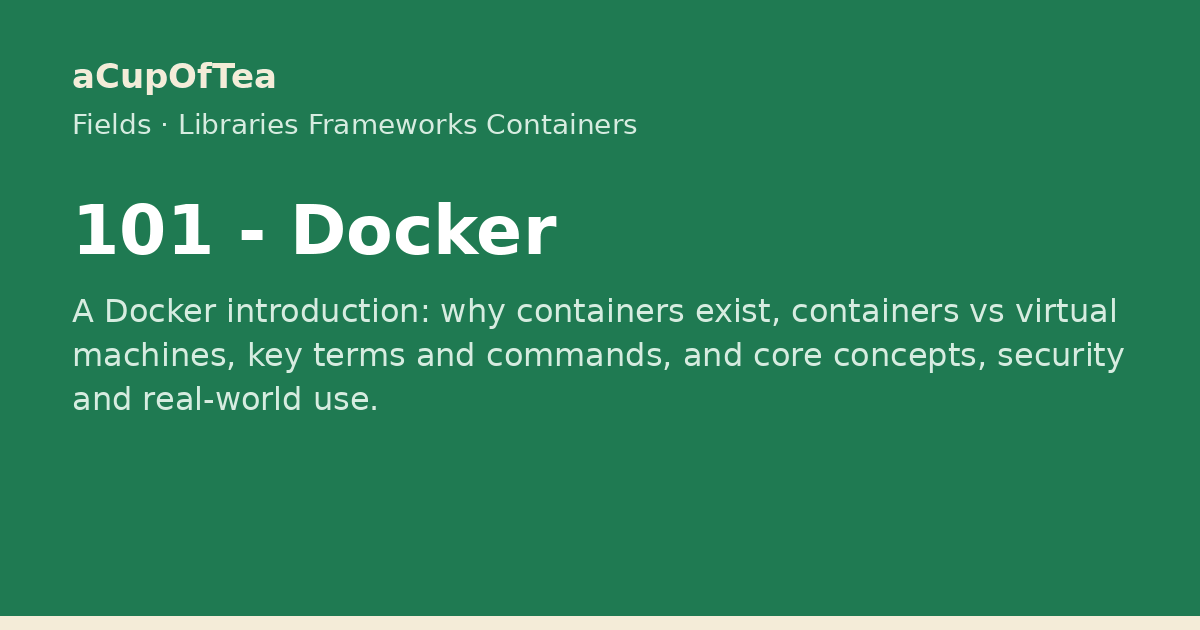 aCupOfTea
Fields · Libraries Frameworks Containers
101 - Docker
A Docker introduction: why containers exist, containers vs virtual
machines, key terms and commands, and core concepts, security
and real-world use.